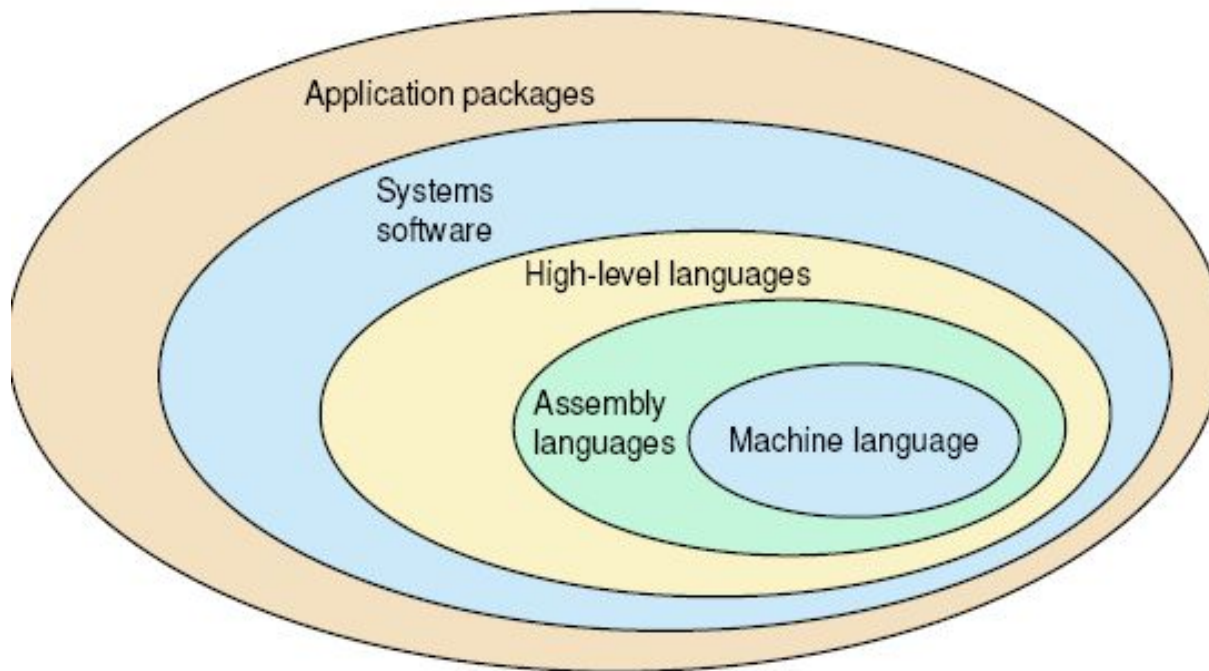 Application packages
Systems
software
High-level languages
Assembly
languages
Machine language